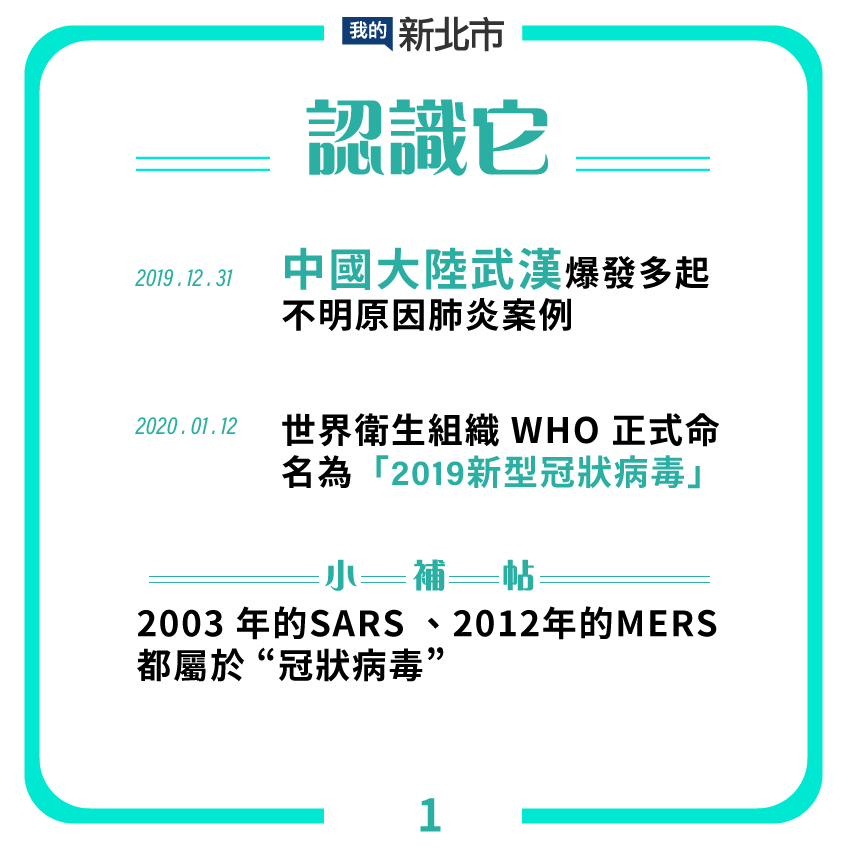 我的 新北市
認識它
2019 . 12 . 31
中國大陸武漢爆發多起
不明原因肺炎案例
2020 . 01 . 12
世界衛生組織 WHO 正式命
名為「2019新型冠狀病毒」
小補帖
2003 年的SARS 、2012年的MERS
都屬於 “冠狀病毒”
1